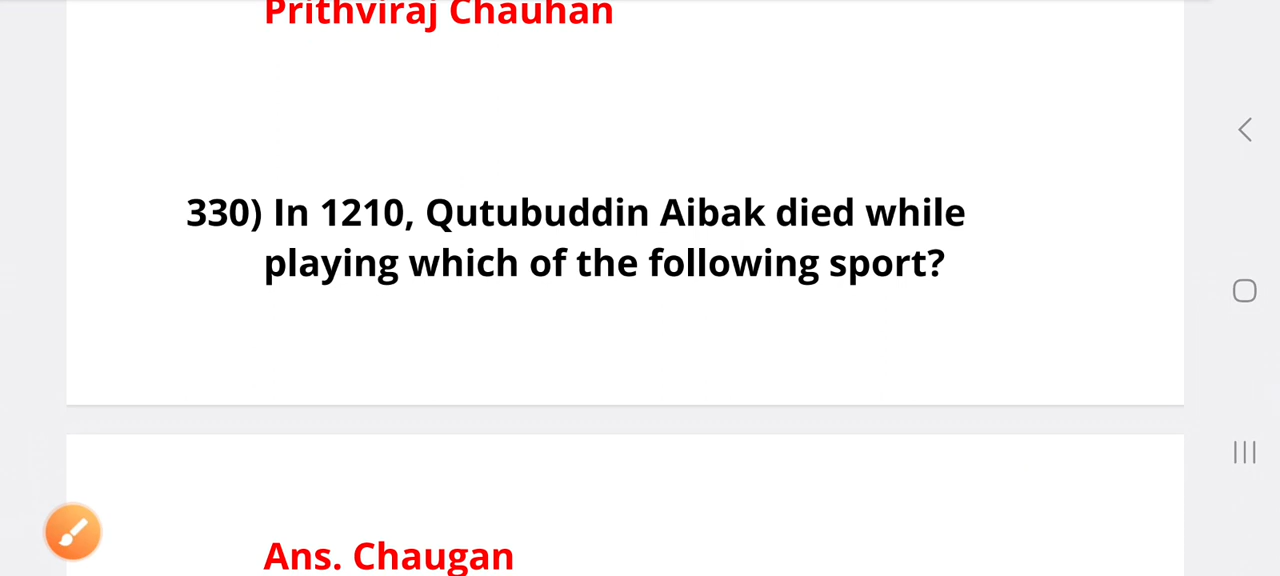 Prithviraj Chauhan
330) In 1210, Qutubuddin Aibak died while
playing which of the following sport?
Ans. Chaugan